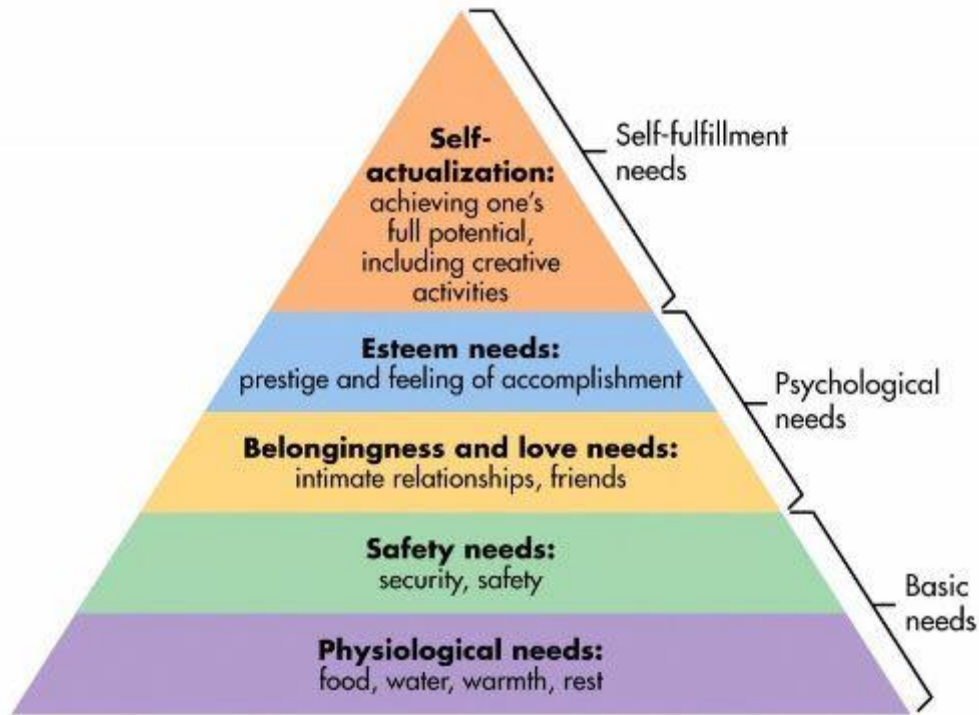 Self-
actualization:
achieving one's
full potential,
including creative
activities
Self-fulfillment
needs
Esteem needs:
prestige and feeling of accomplishment
Psychological
needs
Belongingness and love needs:
intimate relationships, friends
Safety needs:
security, safety
Basic
needs
Physiological needs:
food, water, warmth, rest